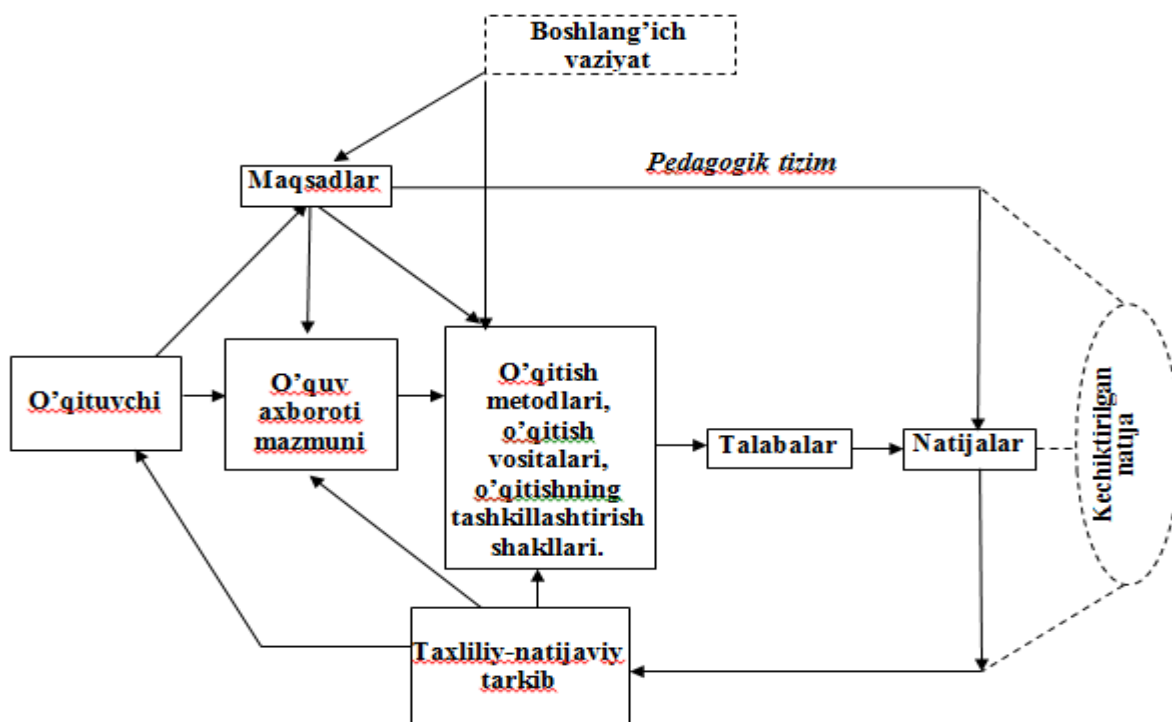 Boshlang’ich
vaziyat
Pedagogik tizim
Maqsadlar
O’qituvchi
O’quv
axboroti
mazmuni
O’qitish
metodlari,
o’qitish
vositalari,
o’qitishning
tashkillashtirish
shakllari.
Talabalar
Natijalar
Kechiktirilgan
natija
Taxliliy-natijaviy
tarkib